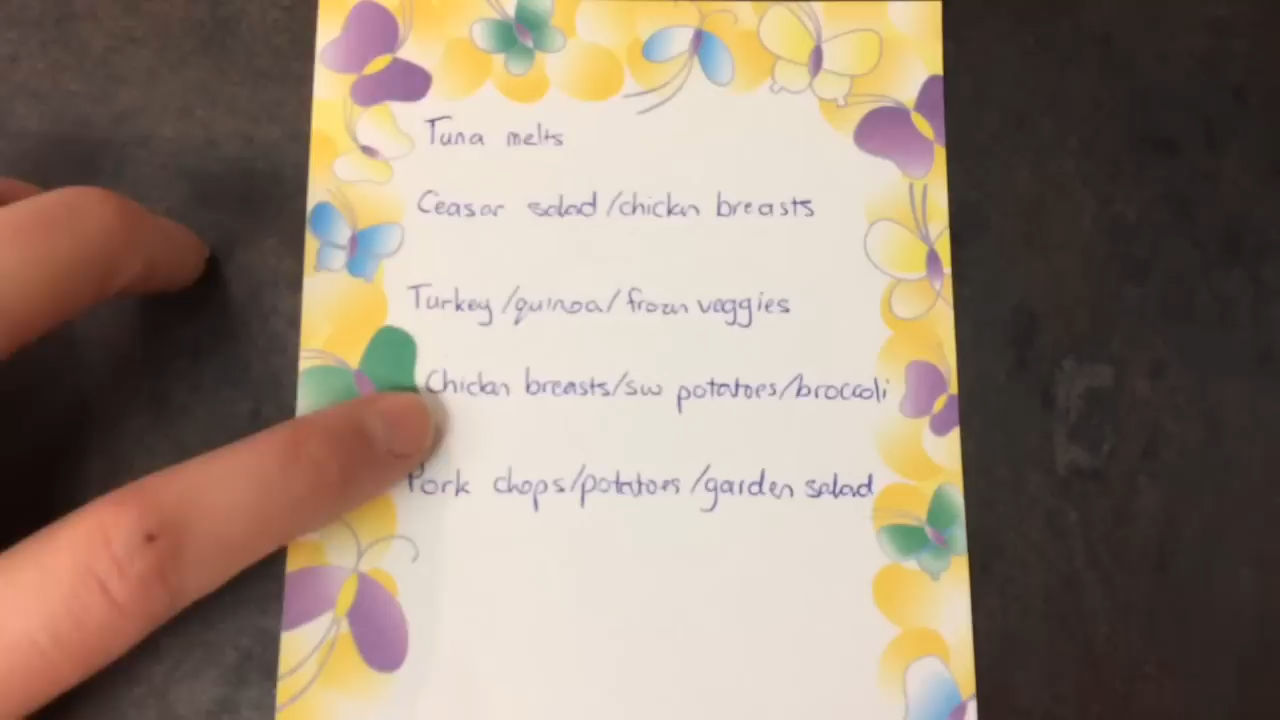 Tuna melts
Ceasar salad/chicken breasts
Turkey/quinoa/frozen veggies
Chicken breasts/sw potatoes/broccoli
Pork chops/potatoes/garden salad